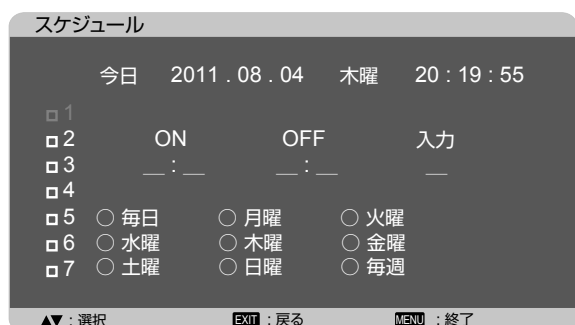 スケジュール
今日 2011 . 08 . 04 木曜 20 : 19 : 55
1
2 ON OFF 入力
3 __ : __ __ : __ __
4
5 ○ 毎日 ○ 月曜 ○ 火曜
6 ○ 水曜 ○ 木曜 ○ 金曜
7 ○ 土曜 ○ 日曜 ○ 毎週
▲▼ : 選択 EXIT : 戻る MENU : 終了